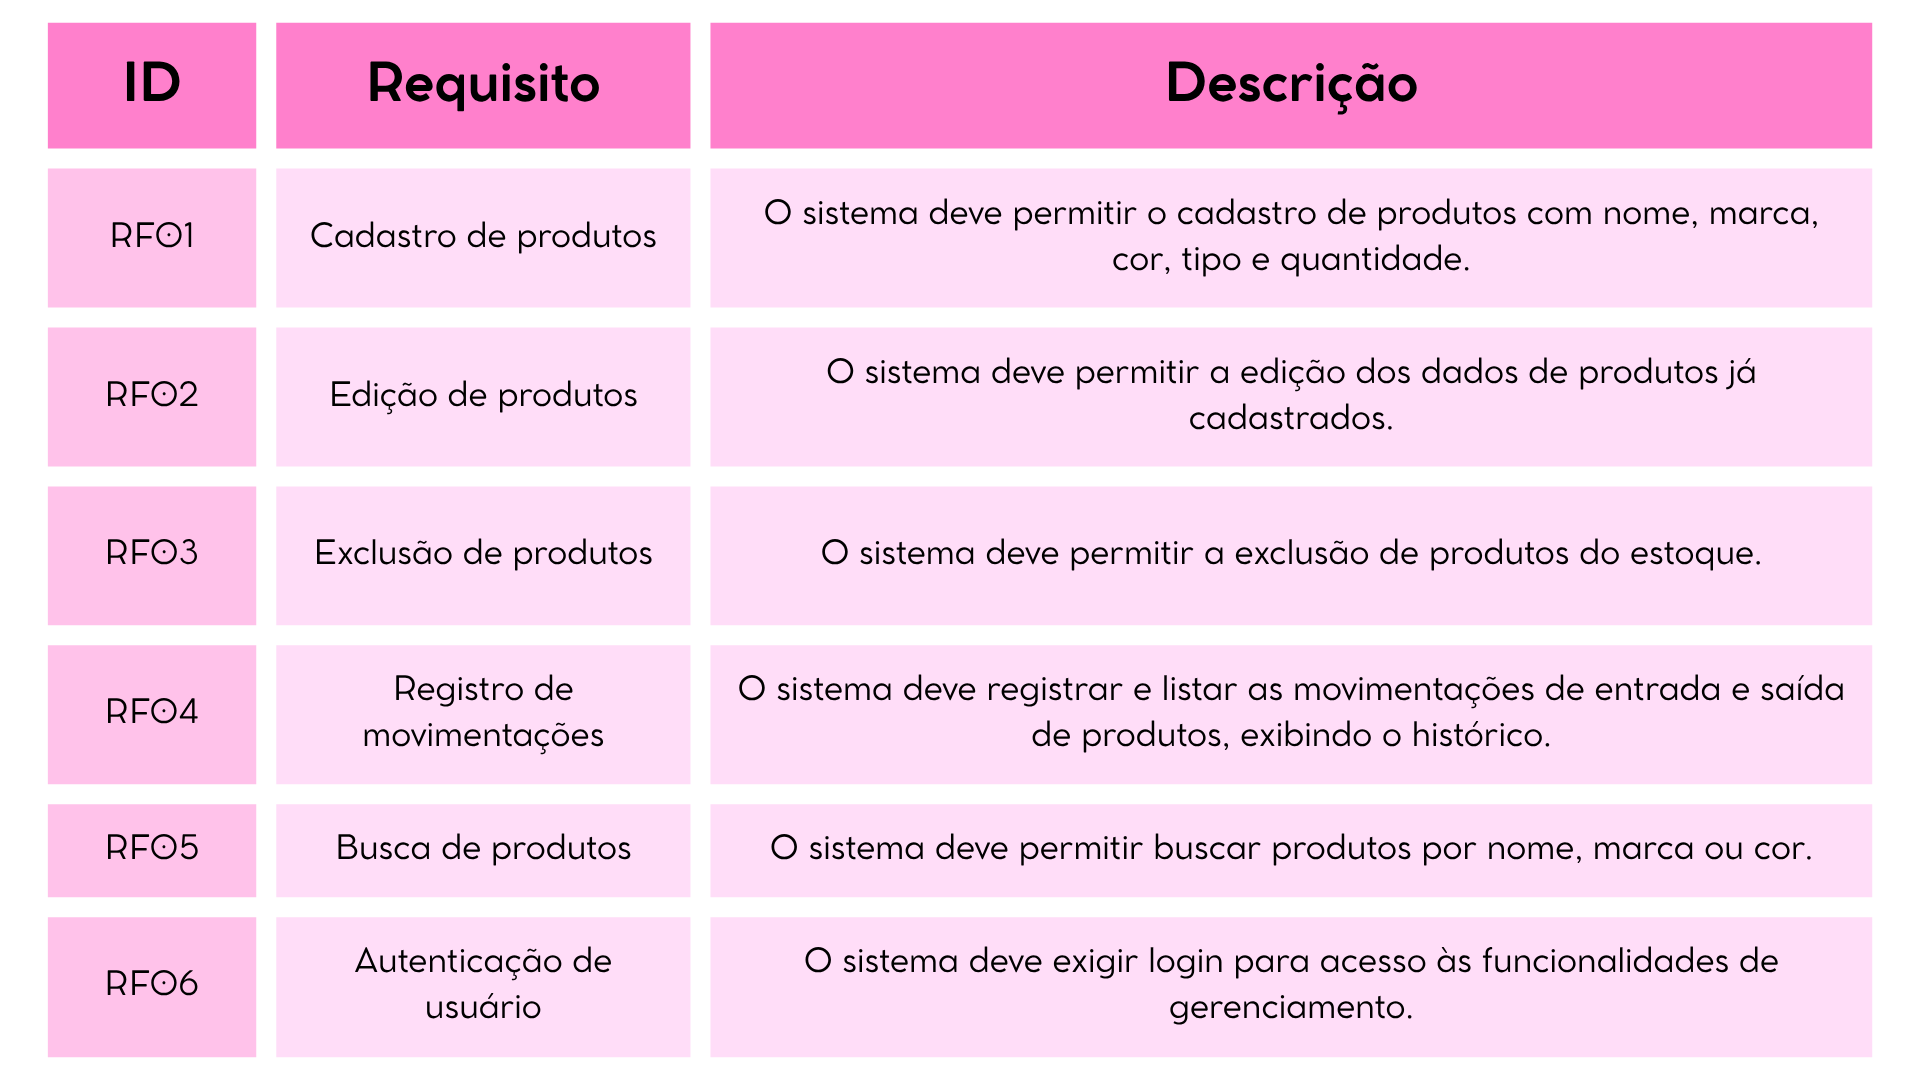 ID
Requisito
Descrição
RF01
Cadastro de produtos
O sistema deve permitir o cadastro de produtos com nome, marca,
cor, tipo e quantidade.
RF02
Edição de produtos
O sistema deve permitir a edição dos dados de produtos já
cadastrados.
RF03
Exclusão de produtos
O sistema deve permitir a exclusão de produtos do estoque.
RF04
Registro de
movimentações
O sistema deve registrar e listar as movimentações de entrada e saída
de produtos, exibindo o histórico.
RF05
Busca de produtos
O sistema deve permitir buscar produtos por nome, marca ou cor.
RF06
Autenticação de
usuário
O sistema deve exigir login para acesso às funcionalidades de
gerenciamento.